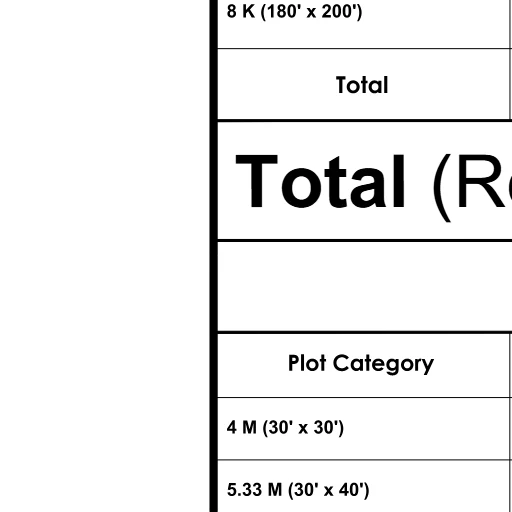 8 K (180' x 200')
Total
Total (R
Plot Category
4 M (30' x 30')
5.33 M (30' x 40')